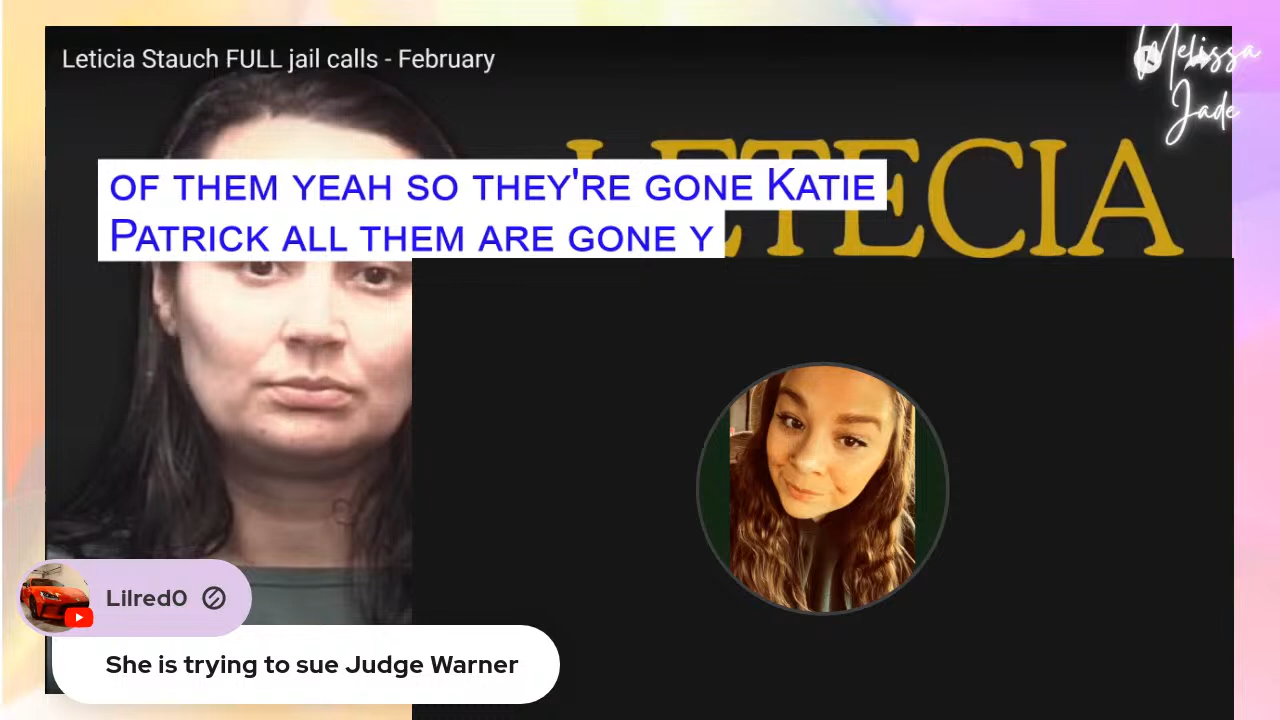 Leticia Stauch FULL jail calls - February
Melissa
Jade
LETECIA
OF THEM YEAH SO THEY'RE GONE KATIE
PATRICK ALL THEM ARE GONE Y
Lilred0
She is trying to sue Judge Warner